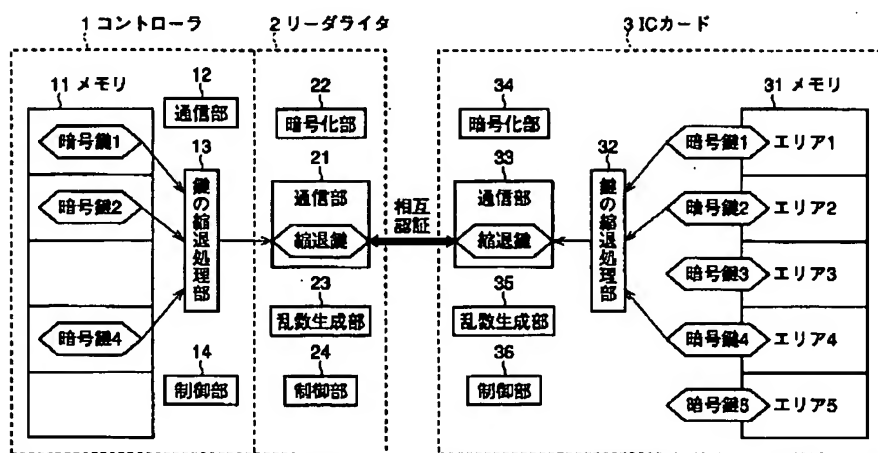 1 コントローラ
2 リーダライタ
3 ICカード
11 メモリ
12
通信部
暗号鍵1
暗号鍵2
暗号鍵4
13
鍵の縮退処理部
14
制御部
22
暗号化部
21
通信部
縮退鍵
23
乱数生成部
24
制御部
相互
認証
34
暗号化部
33
通信部
縮退鍵
35
乱数生成部
36
制御部
32
鍵の縮退処理部
31 メモリ
暗号鍵1 エリア1
暗号鍵2 エリア2
暗号鍵3 エリア3
暗号鍵4 エリア4
暗号鍵5 エリア5